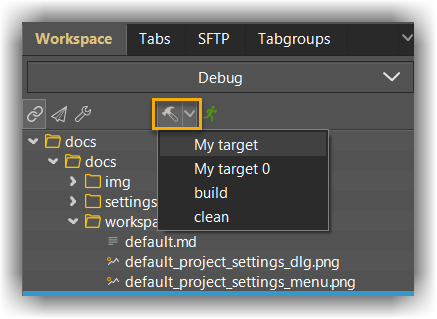 Workspace Tabs SFTP Tabgroups
Debug
docs
My target
docs
My target 0
img
build
settings
clean
workspa
default.md
default_project_settings_dlg.png
default_project_settings_menu.png